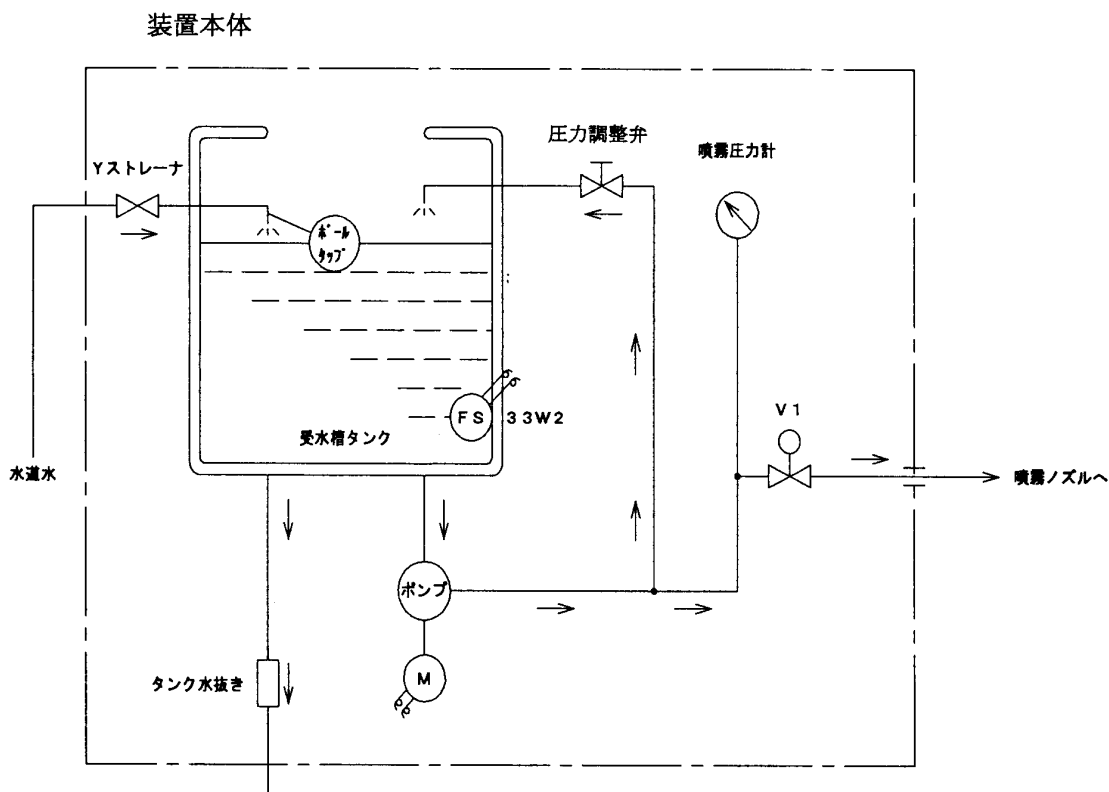 装置本体
圧力調整弁
噴霧圧力計
Yストレーナ
ボール
タップ
FS 33W2
V1
受水槽タンク
水道水
噴霧ノズルへ
ポンプ
タンク水抜き
M